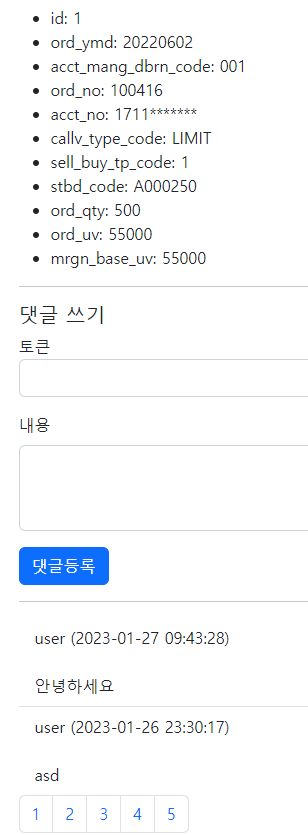 id: 1
ord_ymd: 20220602
acct_mang_dbrn_code: 001
ord_no: 100416
acct_no: 1711*******
callv_type_code: LIMIT
sell_buy_tp_code: 1
stbd_code: A000250
ord_qty: 500
ord_uv: 55000
mrgn_base_uv: 55000
댓글 쓰기
토큰
내용
댓글등록
user (2023-01-27 09:43:28)
안녕하세요
user (2023-01-26 23:30:17)
asd
1 2 3 4 5